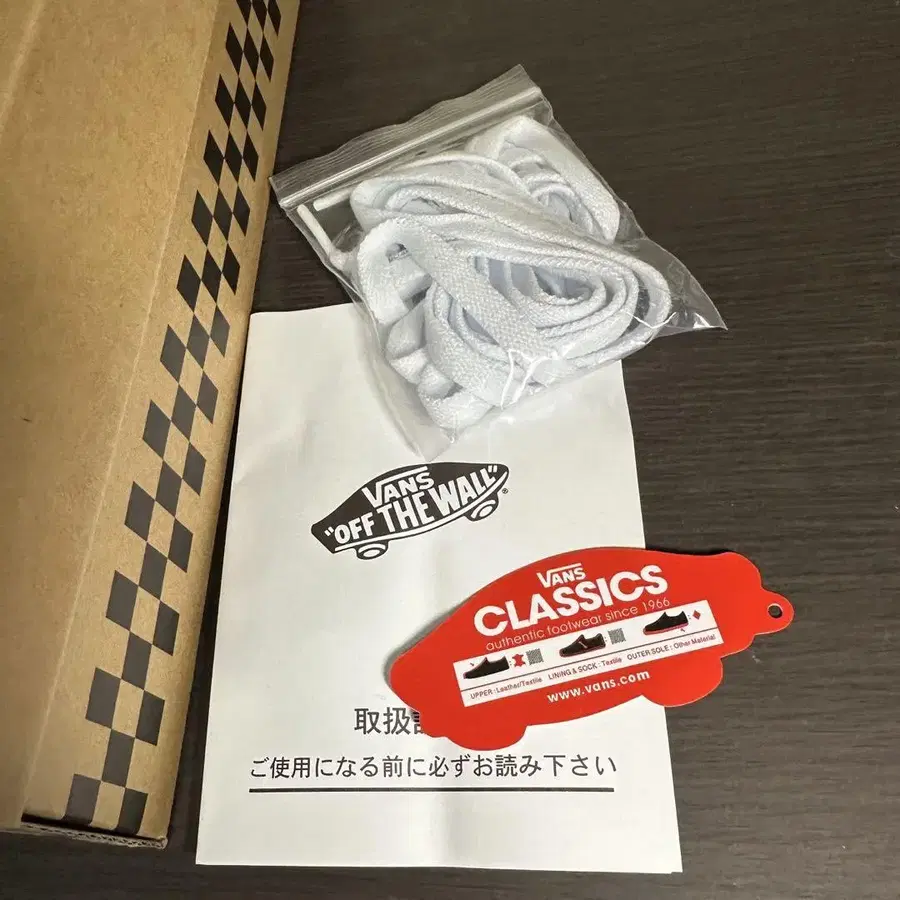 VANS
"OFF THE WALL"
®
VANS
CLASSICS
authentic footwear since 1966
UPPER : Leather/Textile LINING & SOCK : Textile OUTER SOLE : Other Material
www.vans.com
取扱説
ご使用になる前に必ずお読み下さい